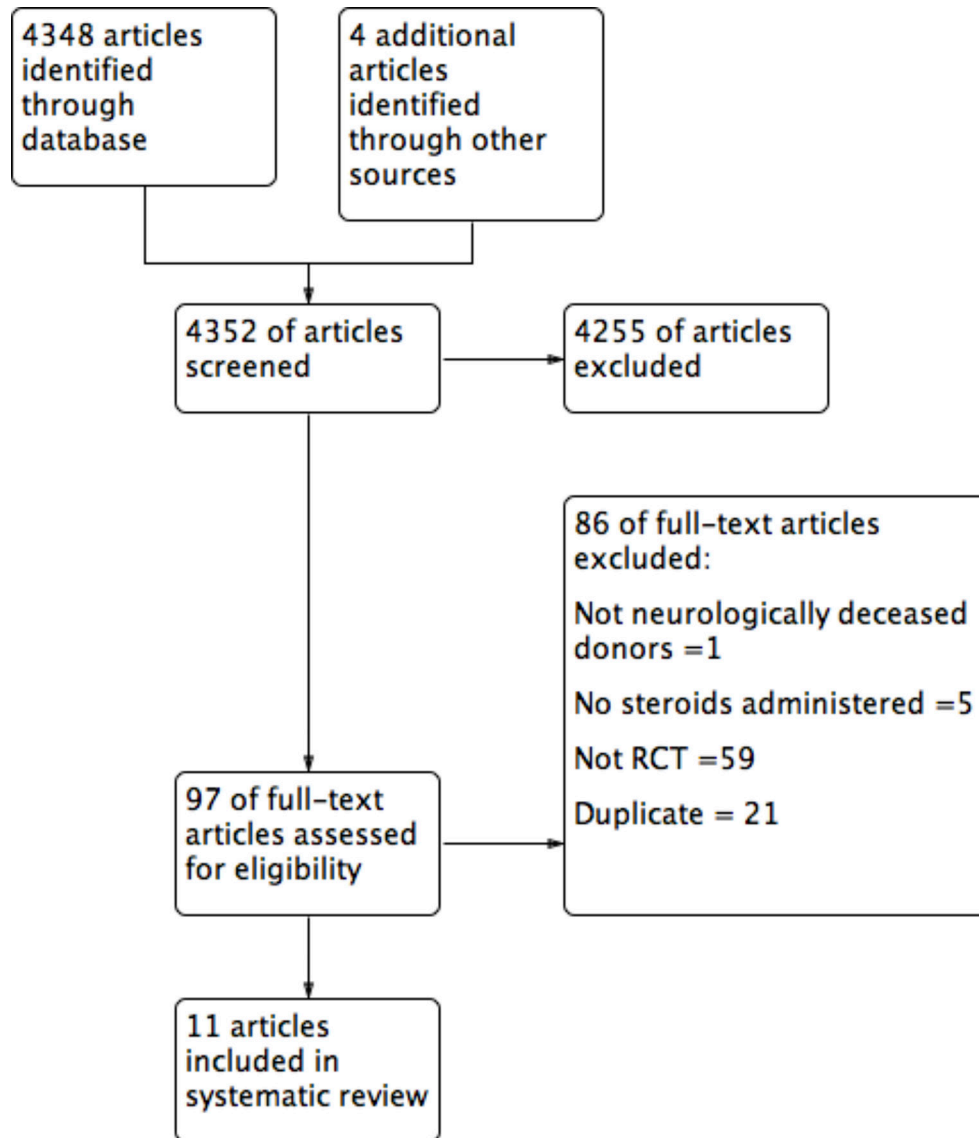 4348 articles
identified
through
database
4 additional
articles
identified
through other
sources
4352 of articles
screened
4255 of articles
excluded
86 of full-text articles
excluded:
Not neurologically deceased
donors =1
No steroids administered =5
Not RCT =59
Duplicate = 21
97 of full-text
articles assessed
for eligibility
11 articles
included in
systematic review